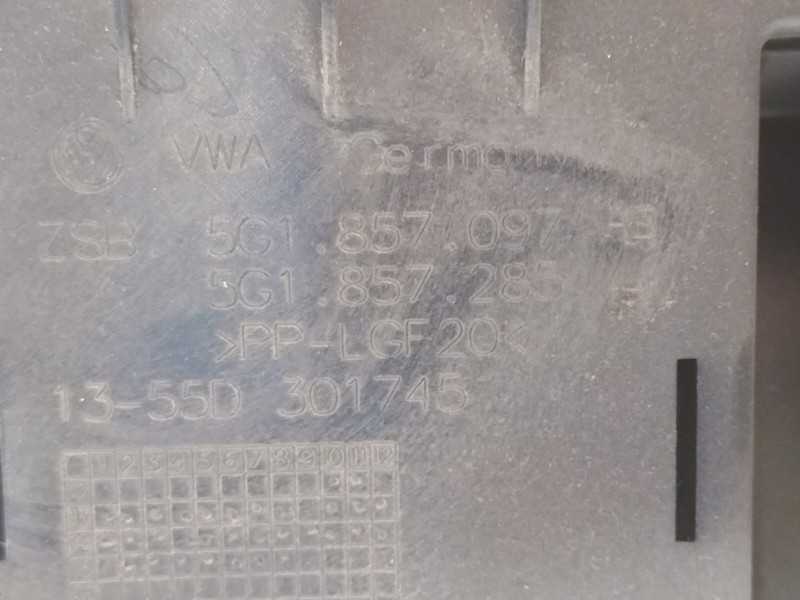 VWA Germany
ZSB. 5G1.857.097
5G1.857.285
>PP-LGF20<
13-55D 301745
1 2 3 4 5 6 7 8 9 10 11 12